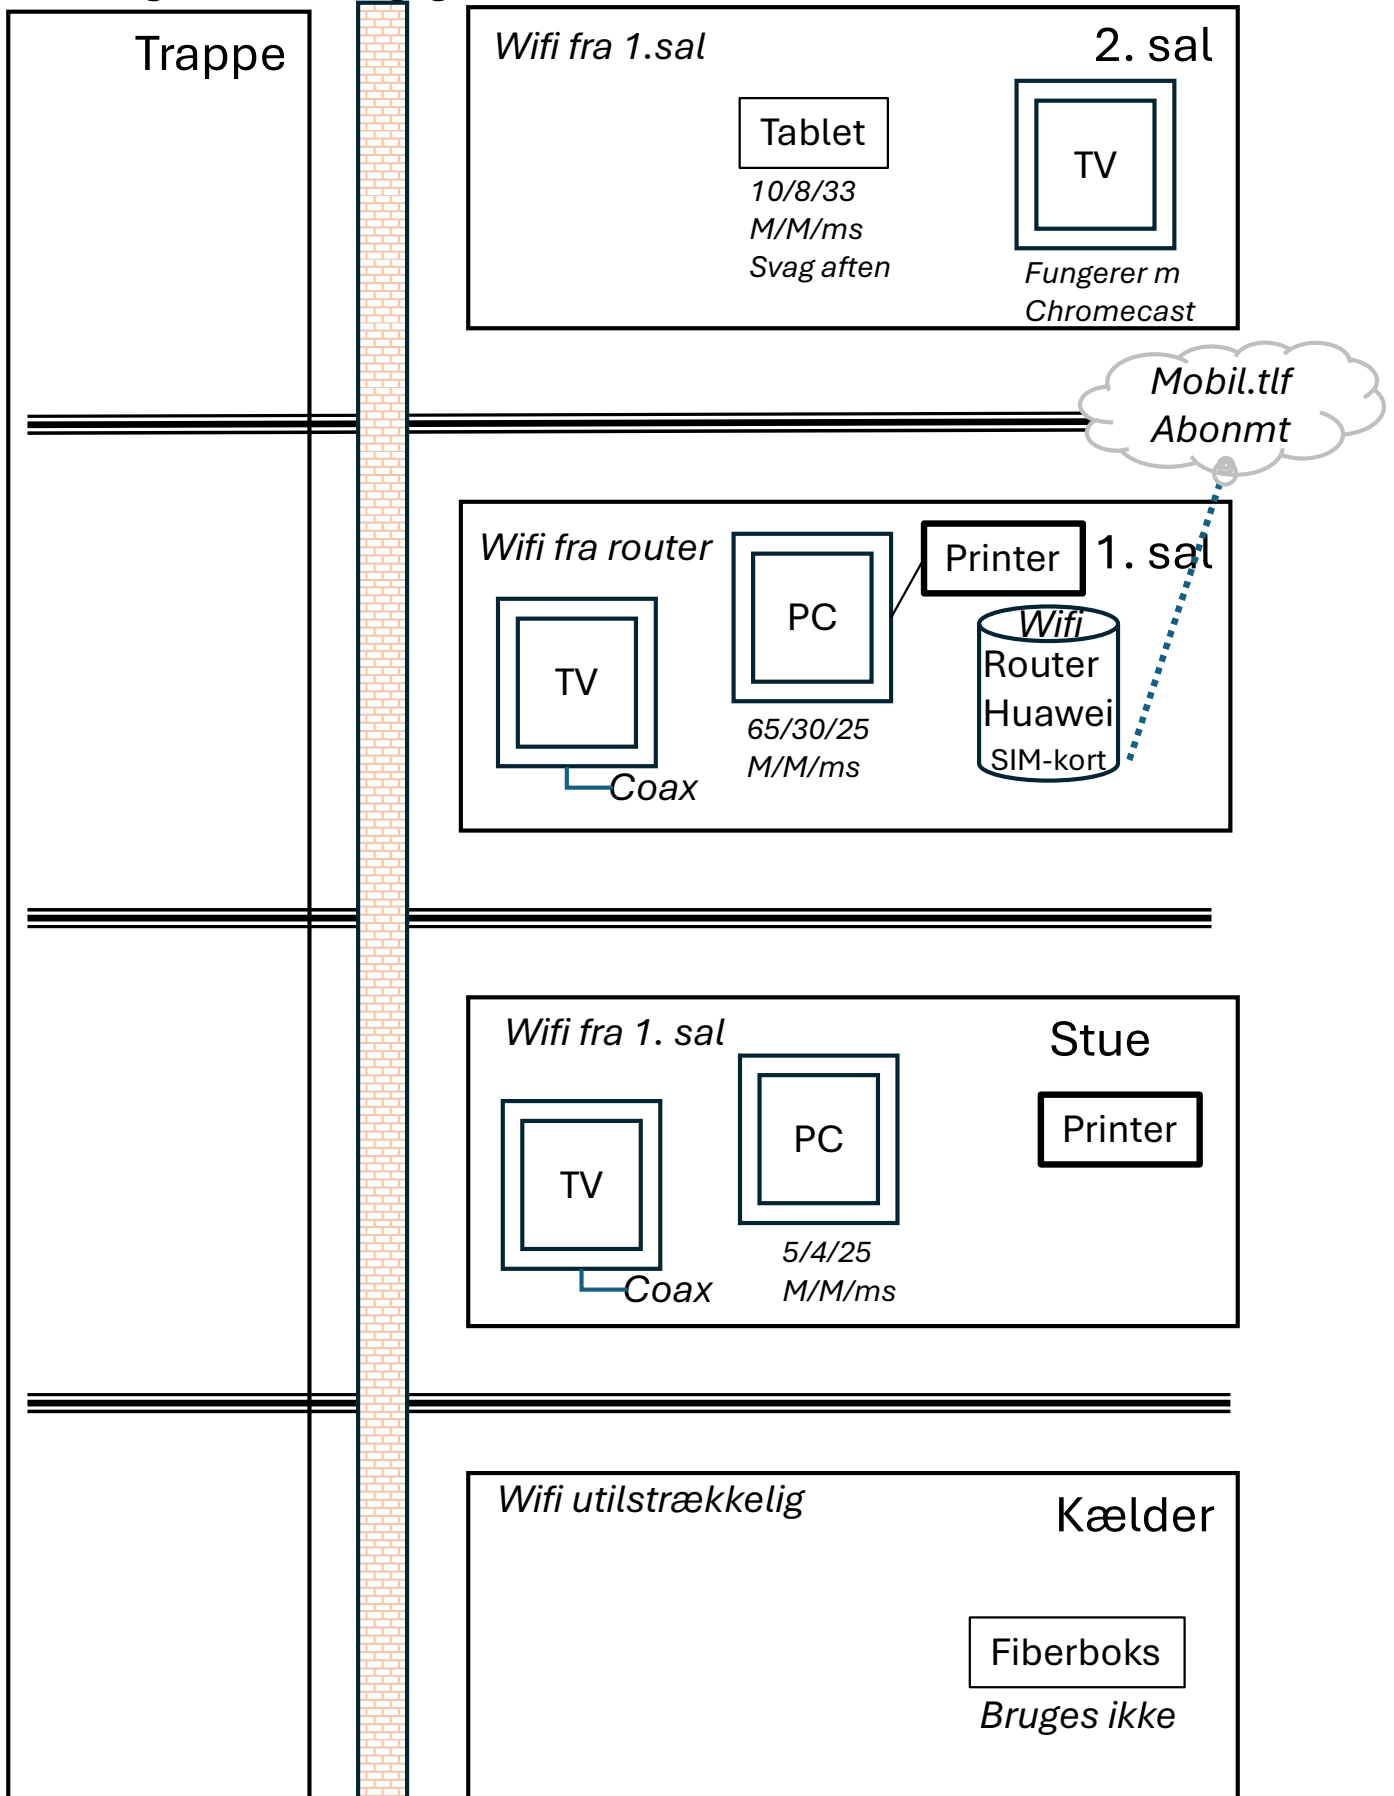 Trappe
Wifi fra 1.sal
2. sal
Tablet
10/8/33
M/M/ms
Svag aften
TV
Fungerer m
Chromecast
Mobil.tlf
Abonmt
Wifi fra router
PC
Printer
1. sal
TV
Coax
65/30/25
M/M/ms
Wifi
Router
Huawei
SIM-kort
Wifi fra 1. sal
Stue
PC
Printer
TV
Coax
5/4/25
M/M/ms
Wifi utilstrækkelig
Kælder
Fiberboks
Bruges ikke